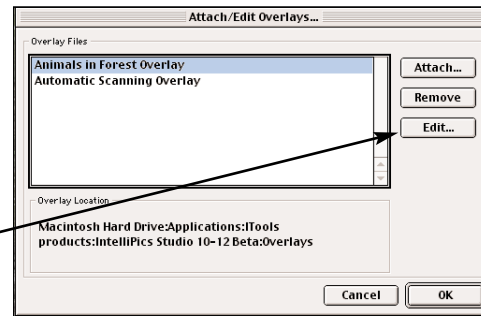 Attach/Edit Overlays...
Overlay Files
Animals in Forest Overlay
Automatic Scanning Overlay
Attach...
Remove
Edit...
Overlay Location
Macintosh Hard Drive:Applications:ITools
products:IntelliPics Studio 10-12 Beta:Overlays
Cancel
OK